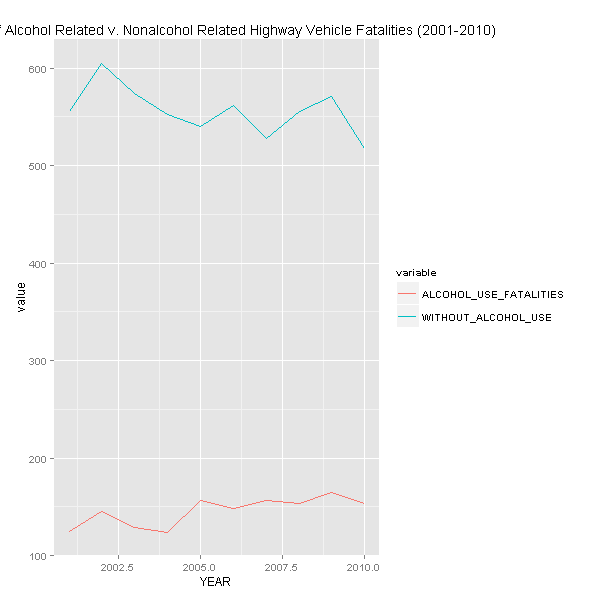 Alcohol Related v. Nonalcohol Related Highway Vehicle Fatalities (2001-2010)
600
500
400
300
200
100
value
2002.5
2005.0
2007.5
2010.0
YEAR
variable
ALCOHOL_USE_FATALITIES
WITHOUT_ALCOHOL_USE